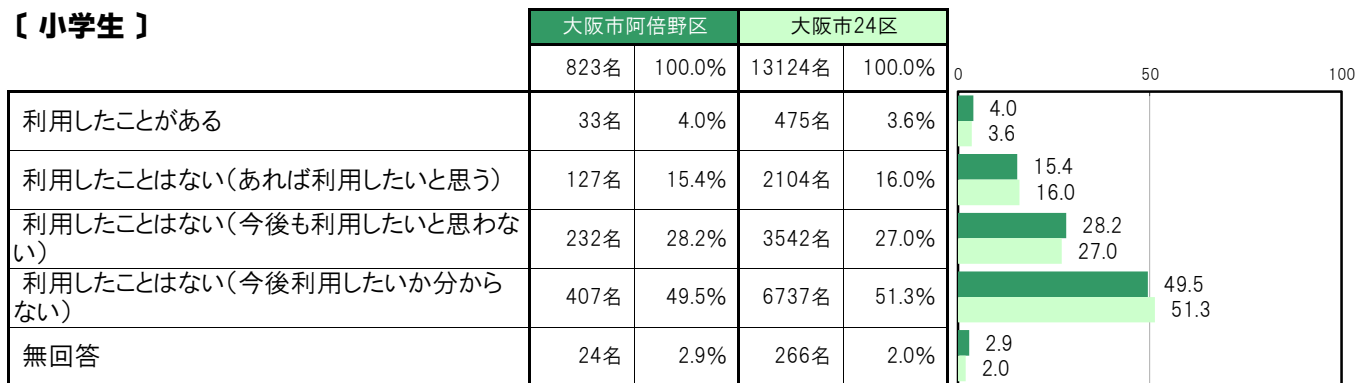 〔 小学生 〕
大阪市阿倍野区 大阪市24区
823名 100.0% 13124名 100.0%
0 50 100
利用したことがある 33名 4.0% 475名 3.6%
4.0
3.6
利用したことはない(あれば利用したいと思う) 127名 15.4% 2104名 16.0%
15.4
16.0
利用したことはない(今後も利用したいと思わな
い) 232名 28.2% 3542名 27.0%
28.2
27.0
利用したことはない(今後利用したいか分から
ない) 407名 49.5% 6737名 51.3%
49.5
51.3
無回答 24名 2.9% 266名 2.0%
2.9
2.0